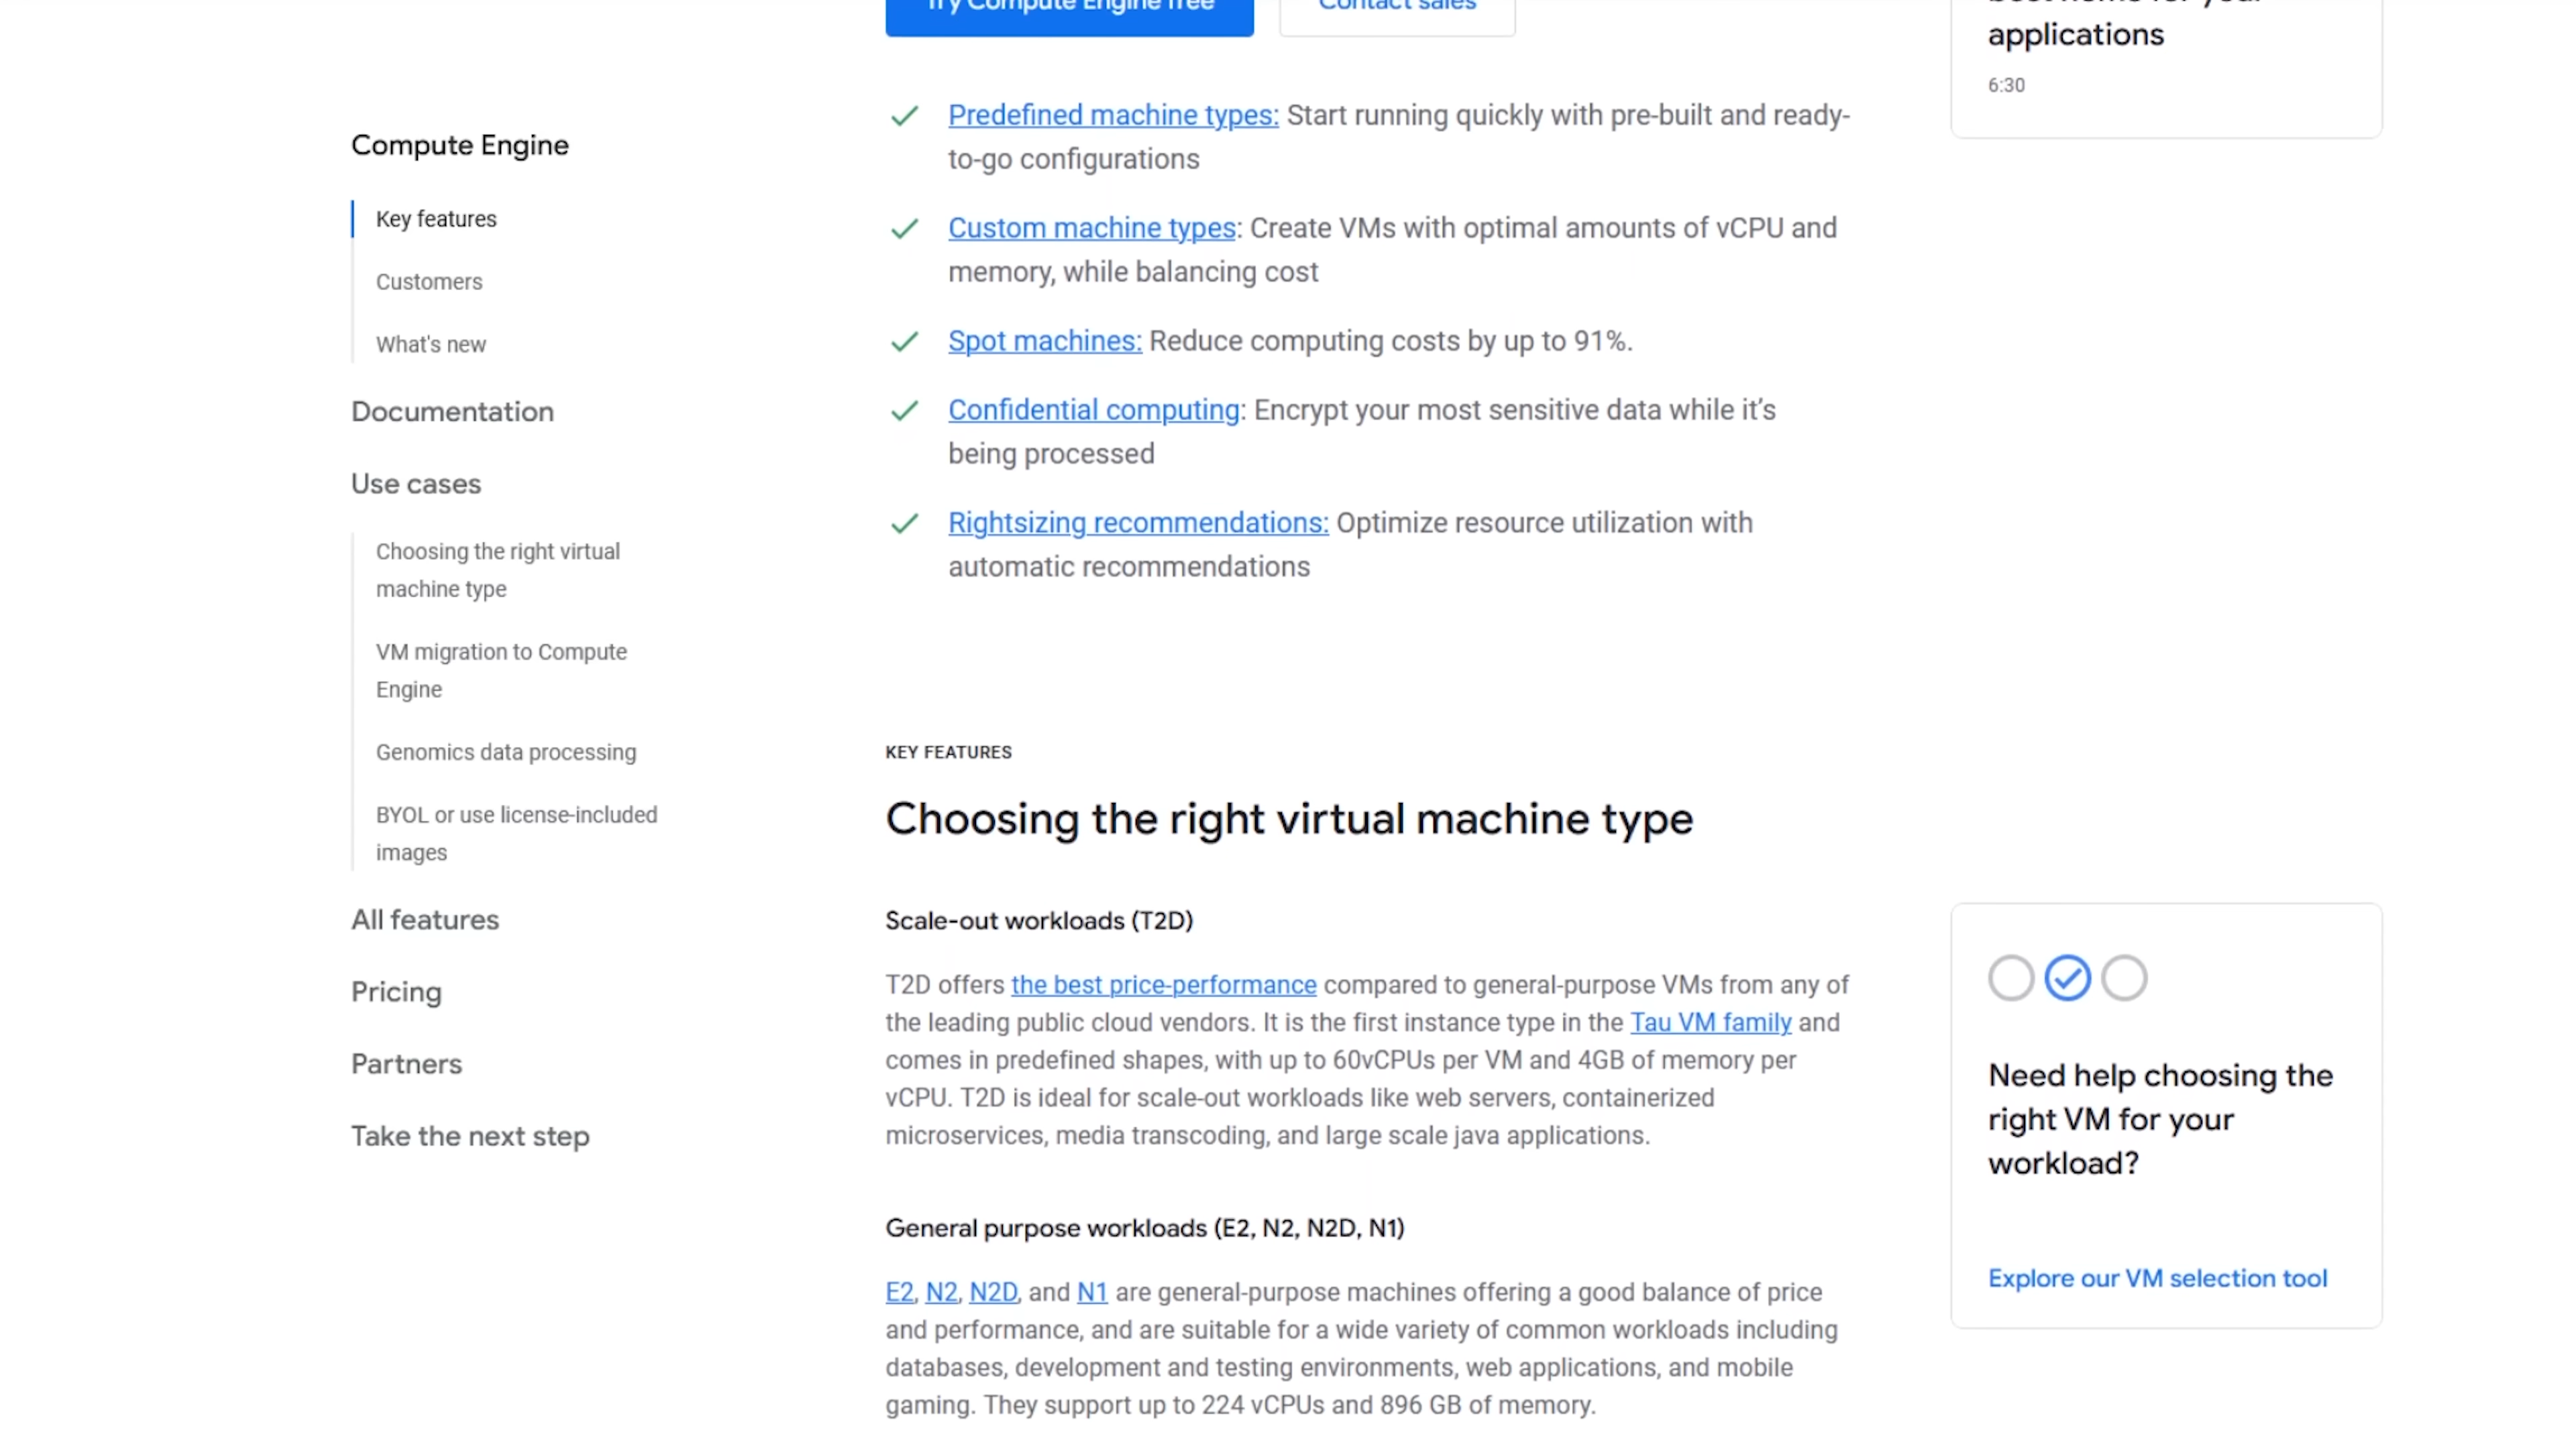 Try Compute Engine free
Contact sales
best home for your
applications
6:30
Compute Engine
Key features
Customers
What's new
Documentation
Use cases
Choosing the right virtual
machine type
VM migration to Compute
Engine
Genomics data processing
BYOL or use license-included
images
All features
Pricing
Partners
Take the next step
Predefined machine types: Start running quickly with pre-built and ready-
to-go configurations
Custom machine types: Create VMs with optimal amounts of vCPU and
memory, while balancing cost
Spot machines: Reduce computing costs by up to 91%.
Confidential computing: Encrypt your most sensitive data while it’s
being processed
Rightsizing recommendations: Optimize resource utilization with
automatic recommendations
KEY FEATURES
Choosing the right virtual machine type
Scale-out workloads (T2D)
T2D offers the best price-performance compared to general-purpose VMs from any of
the leading public cloud vendors. It is the first instance type in the Tau VM family and
comes in predefined shapes, with up to 60vCPUs per VM and 4GB of memory per
vCPU. T2D is ideal for scale-out workloads like web servers, containerized
microservices, media transcoding, and large scale java applications.
General purpose workloads (E2, N2, N2D, N1)
E2, N2, N2D, and N1 are general-purpose machines offering a good balance of price
and performance, and are suitable for a wide variety of common workloads including
databases, development and testing environments, web applications, and mobile
gaming. They support up to 224 vCPUs and 896 GB of memory.
Need help choosing the
right VM for your
workload?
Explore our VM selection tool